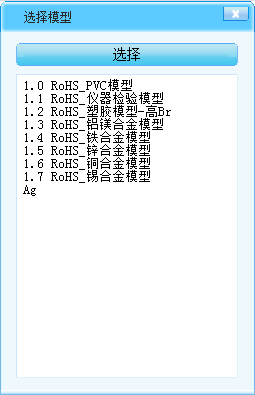 选择模型
选择
1.0 RoHS_PVC模型
1.1 RoHS_仪器检验模型
1.2 RoHS_塑胶模型-高Br
1.3 RoHS_铝镁合金模型
1.4 RoHS_铁合金模型
1.5 RoHS_锌合金模型
1.6 RoHS_铜合金模型
1.7 RoHS_锡合金模型
Ag